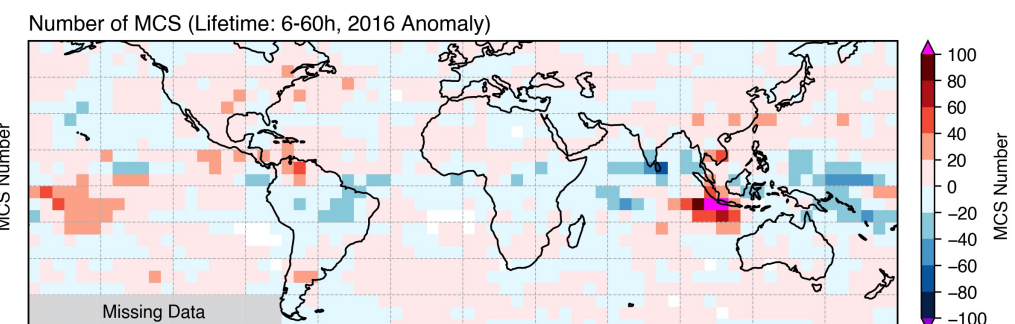 Number of MCS (Lifetime: 6-60h, 2016 Anomaly)
MCS Number
Missing Data
100
80
60
40
20
0
−20
−40
−60
−80
−100
MCS Number